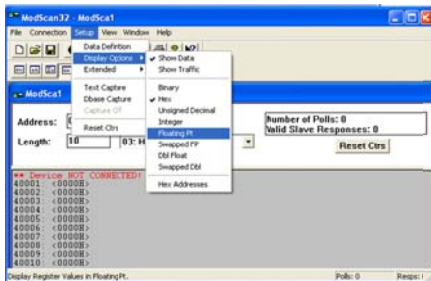 ModScan32 - ModSca1
File Connection Setup View Window Help
Data Definition
Display Options
Extended
Text Capture
Dbase Capture
Capture Off
Reset Ctrs
Show Data
Show Traffic
Binary
Hex
Unsigned Decimal
Integer
Floating Pt
Swapped FP
Dbl Float
Swapped Dbl
Hex Addresses
ModSca1
Address:
Length: 10 03: H
Number of Polls: 0
Valid Slave Responses: 0
Reset Ctrs
** Device NOT CONNECTED!
40001: <0000H>
40002: <0000H>
40003: <0000H>
40004: <0000H>
40005: <0000H>
40006: <0000H>
40007: <0000H>
40008: <0000H>
40009: <0000H>
40010: <0000H>
Display Register Values in FloatingPt. Polls: 0 Resps: